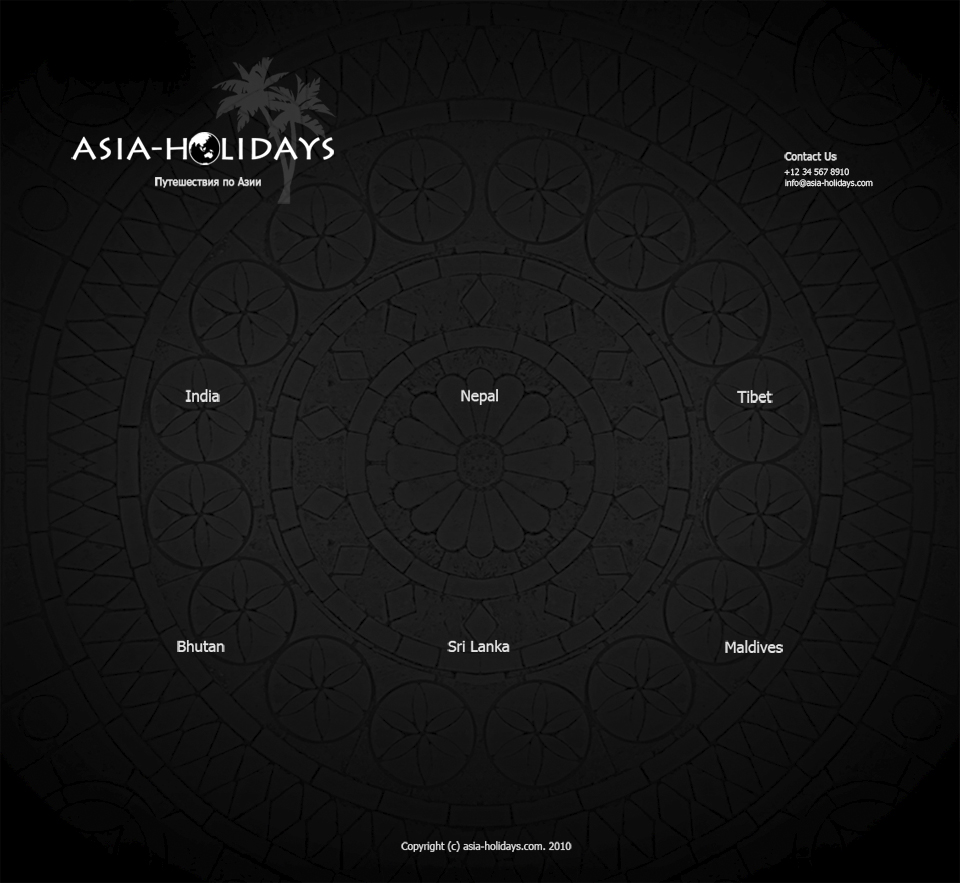 ASIA-HOLIDAYS
Путешествия по Азии
Contact Us
+12 34 567 8910
info@asia-holidays.com
India
Nepal
Tibet
Bhutan
Sri Lanka
Maldives
Copyright (c) asia-holidays.com. 2010